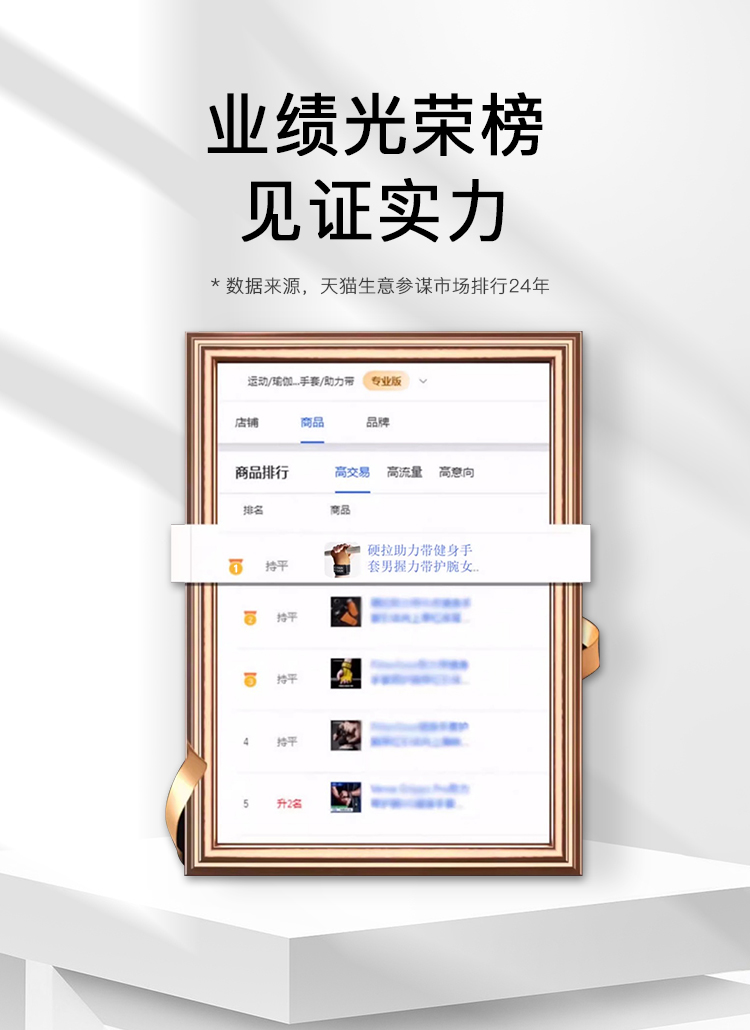 业绩光荣榜
见证实力
* 数据来源，天猫生意参谋市场排行24年
运动/瑜伽...手套/助力带 专业版
店铺 商品 品牌
商品排行 高交易 高流量 高意向
排名 商品
1 持平 硬拉助力带健身手
套男握力带护腕女..
2 持平
3 持平
4 持平
5 升2名